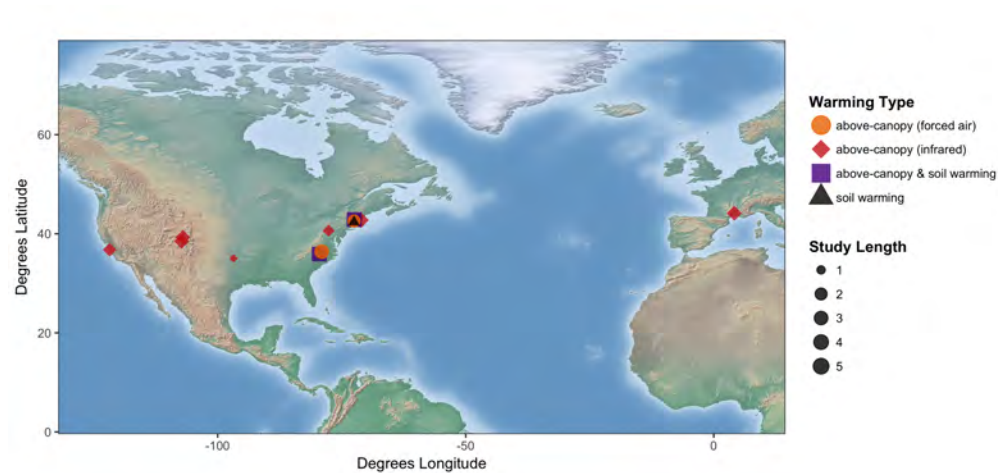 Degrees Latitude
60
40
20
0
-100
-50
0
Degrees Longitude
Warming Type
above-canopy (forced air)
above-canopy (infrared)
above-canopy & soil warming
soil warming
Study Length
1
2
3
4
5